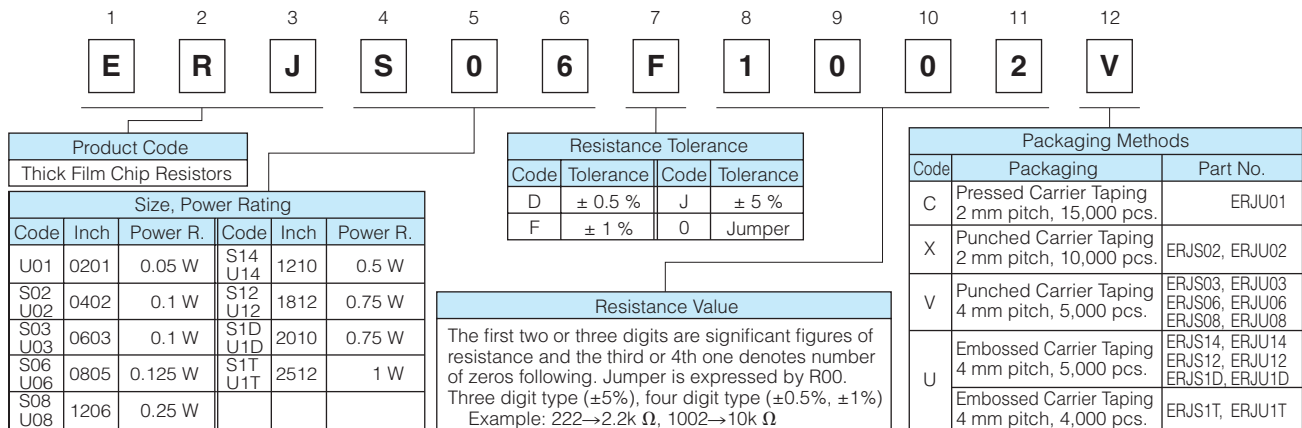 1 2 3 4 5 6 7 8 9 10 11 12
E R J S 0 6 F 1 0 0 2 V
Product Code
Thick Film Chip Resistors
Size, Power Rating
Code Inch Power R. Code Inch Power R.
U01 0201 0.05 W S14 U14 1210 0.5 W
S02 U02 0402 0.1 W S12 U12 1812 0.75 W
S03 U03 0603 0.1 W S1D U1D 2010 0.75 W
S06 U06 0805 0.125 W S1T U1T 2512 1 W
S08 U08 1206 0.25 W
Resistance Tolerance
Code Tolerance Code Tolerance
D ± 0.5 % J ± 5 %
F ± 1 % 0 Jumper
Resistance Value
The first two or three digits are significant figures of
resistance and the third or 4th one denotes number
of zeros following. Jumper is expressed by R00.
Three digit type (±5%), four digit type (±0.5%, ±1%)
Example: 222→2.2k Ω, 1002→10k Ω
Packaging Methods
Code Packaging Part No.
C Pressed Carrier Taping
2 mm pitch, 15,000 pcs. ERJU01
X Punched Carrier Taping
2 mm pitch, 10,000 pcs. ERJS02, ERJU02
V Punched Carrier Taping
4 mm pitch, 5,000 pcs. ERJS03, ERJU03
ERJS06, ERJU06
ERJS08, ERJU08
U Embossed Carrier Taping
4 mm pitch, 5,000 pcs. ERJS14, ERJU14
ERJS12, ERJU12
ERJS1D, ERJU1D
Embossed Carrier Taping
4 mm pitch, 4,000 pcs. ERJS1T, ERJU1T